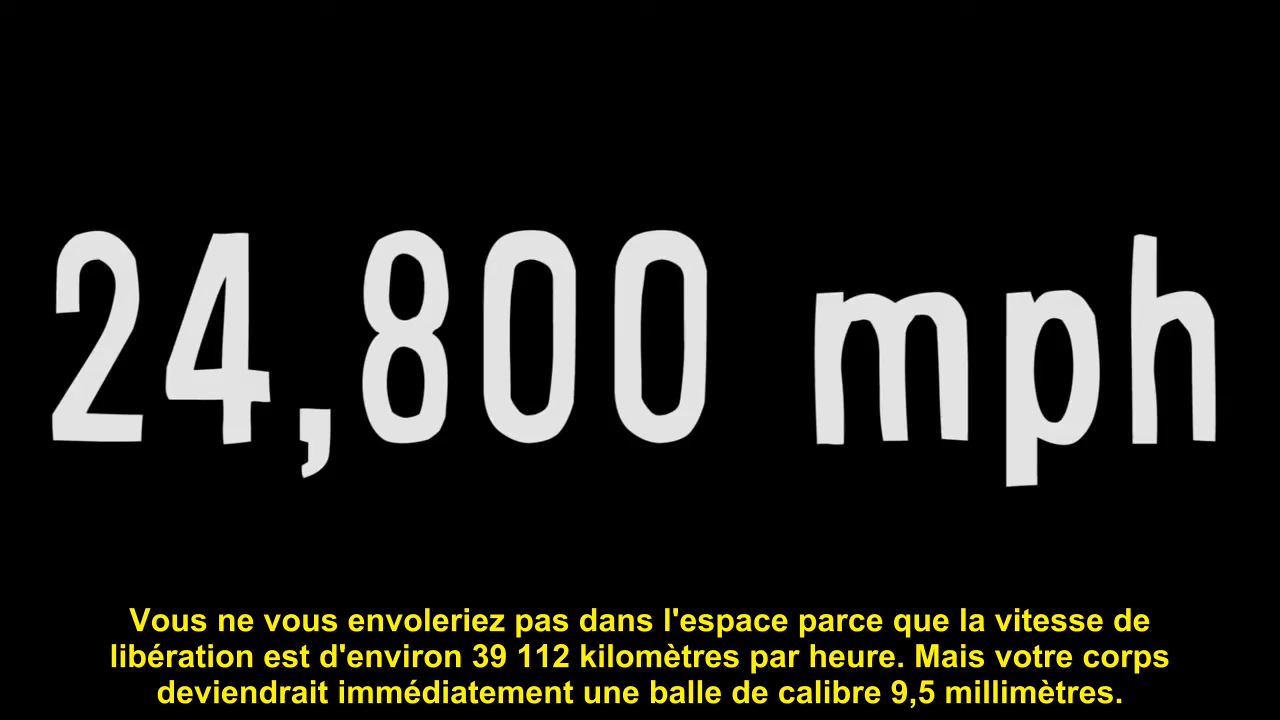 24,800 mph
Vous ne vous envoleriez pas dans l'espace parce que la vitesse de
libération est d'environ 39 112 kilomètres par heure. Mais votre corps
deviendrait immédiatement une balle de calibre 9,5 millimètres.